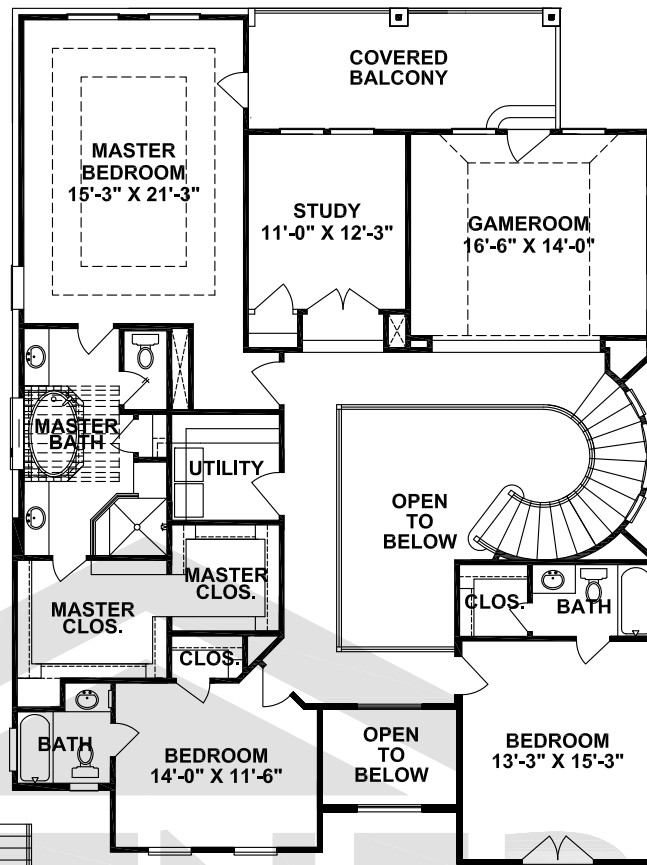 COVERED
BALCONY
MASTER
BEDROOM
15'-3" X 21'-3"
STUDY
11'-0" X 12'-3"
GAMEROOM
16'-6" X 14'-0"
MASTER
BATH
UTILITY
OPEN
TO
BELOW
MASTER
CLOS.
MASTER
CLOS.
CLOS.
BATH
CLOS.
BATH
BEDROOM
14'-0" X 11'-6"
OPEN
TO
BELOW
BEDROOM
13'-3" X 15'-3"